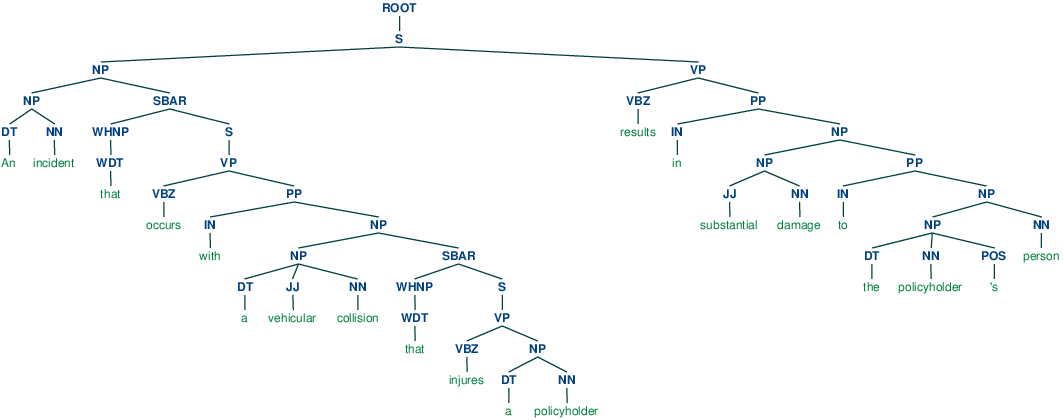 ROOT
S
NP VP
NP SBAR VBZ PP
DT NN WHNP S results IN NP
An incident WDT VP in NP PP
that VBZ PP JJ NN IN NP
occurs IN NP substantial damage to NP NN
with NP SBAR DT NN POS person
DT JJ NN WHNP S the policyholder 's
a vehicular collision WDT VP
that VBZ NP
injures DT NN
a policyholder